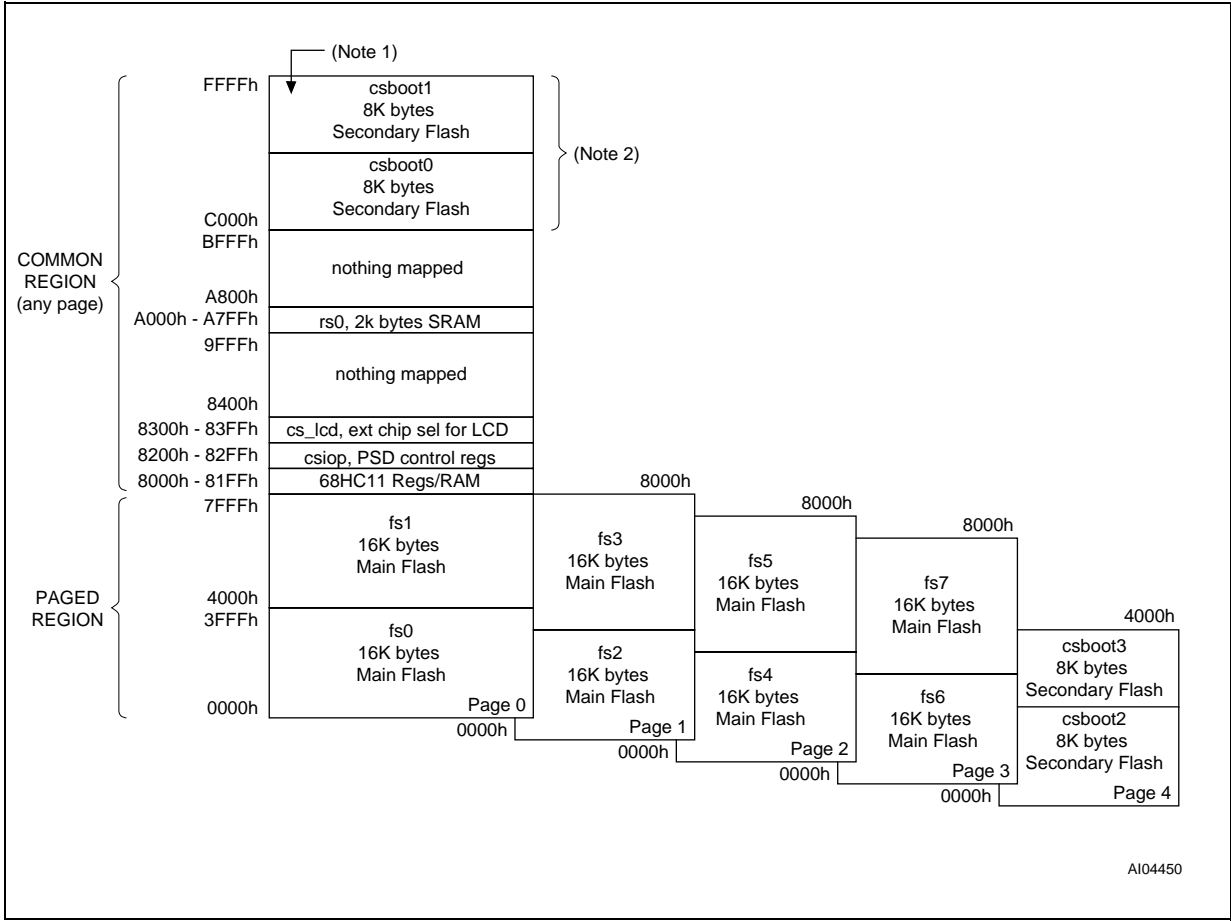 (Note 1)
FFFFh
csboot1
8K bytes
Secondary Flash
csboot0
8K bytes
Secondary Flash
(Note 2)
C000h
BFFFh
nothing mapped
COMMON
REGION
(any page)
A800h
A000h - A7FFh
rs0, 2k bytes SRAM
9FFFh
nothing mapped
8400h
8300h - 83FFh
cs_lcd, ext chip sel for LCD
8200h - 82FFh
csiop, PSD control regs
8000h - 81FFh
68HC11 Regs/RAM
7FFFh
fs1
16K bytes
Main Flash
4000h
3FFFh
PAGED
REGION
fs0
16K bytes
Main Flash
0000h
Page 0
8000h
fs3
16K bytes
Main Flash
fs2
16K bytes
Main Flash
Page 1
0000h
8000h
fs5
16K bytes
Main Flash
fs4
16K bytes
Main Flash
Page 2
0000h
8000h
fs7
16K bytes
Main Flash
fs6
16K bytes
Main Flash
Page 3
0000h
4000h
csboot3
8K bytes
Secondary Flash
csboot2
8K bytes
Secondary Flash
Page 4
0000h
AI04450